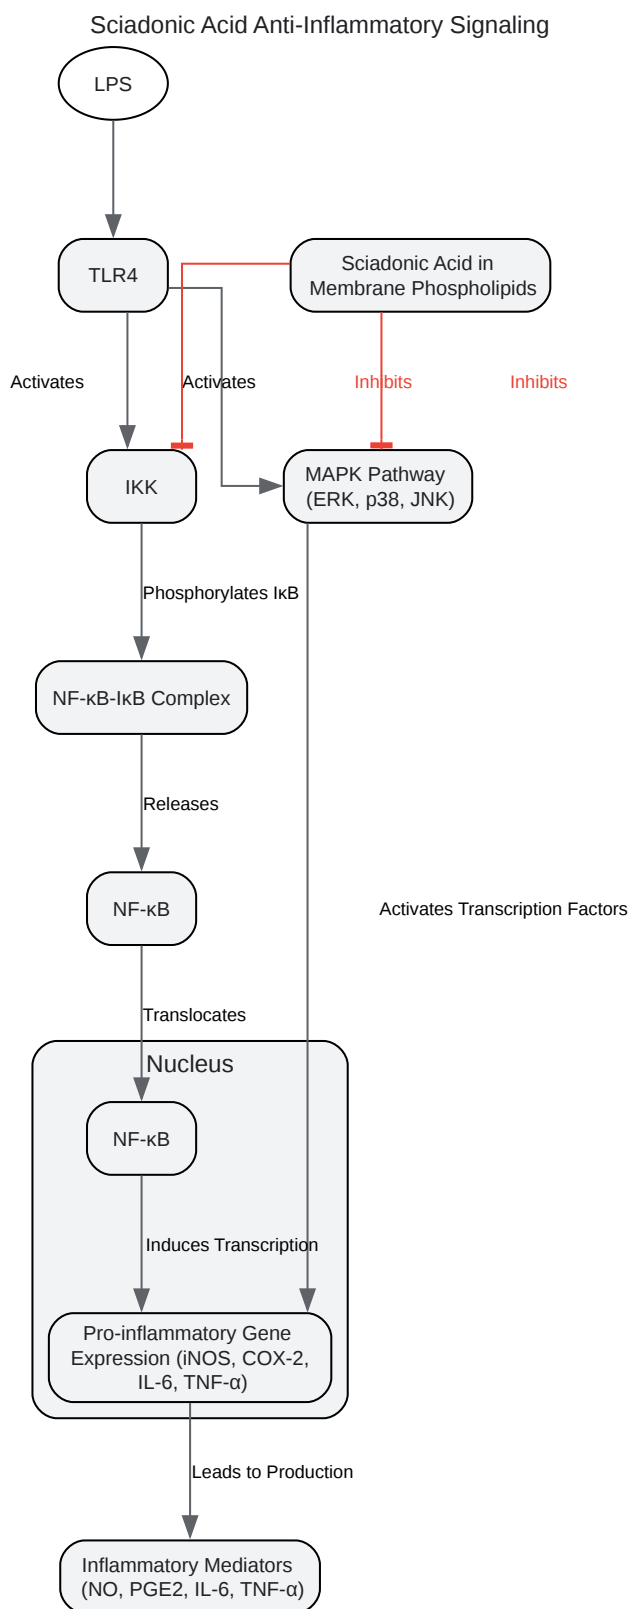 Sciadonic Acid Anti-Inflammatory Signaling
LPS
TLR4
Sciadonic Acid in
Membrane Phospholipids
Activates
Activates
Inhibits
Inhibits
IKK
MAPK Pathway
(ERK, p38, JNK)
Phosphorylates IκB
NF-κB-IκB Complex
Releases
NF-κB
Activates Transcription Factors
Translocates
Nucleus
NF-κB
Induces Transcription
Pro-inflammatory Gene
Expression (iNOS, COX-2,
IL-6, TNF-α)
Leads to Production
Inflammatory Mediators
(NO, PGE2, IL-6, TNF-α)